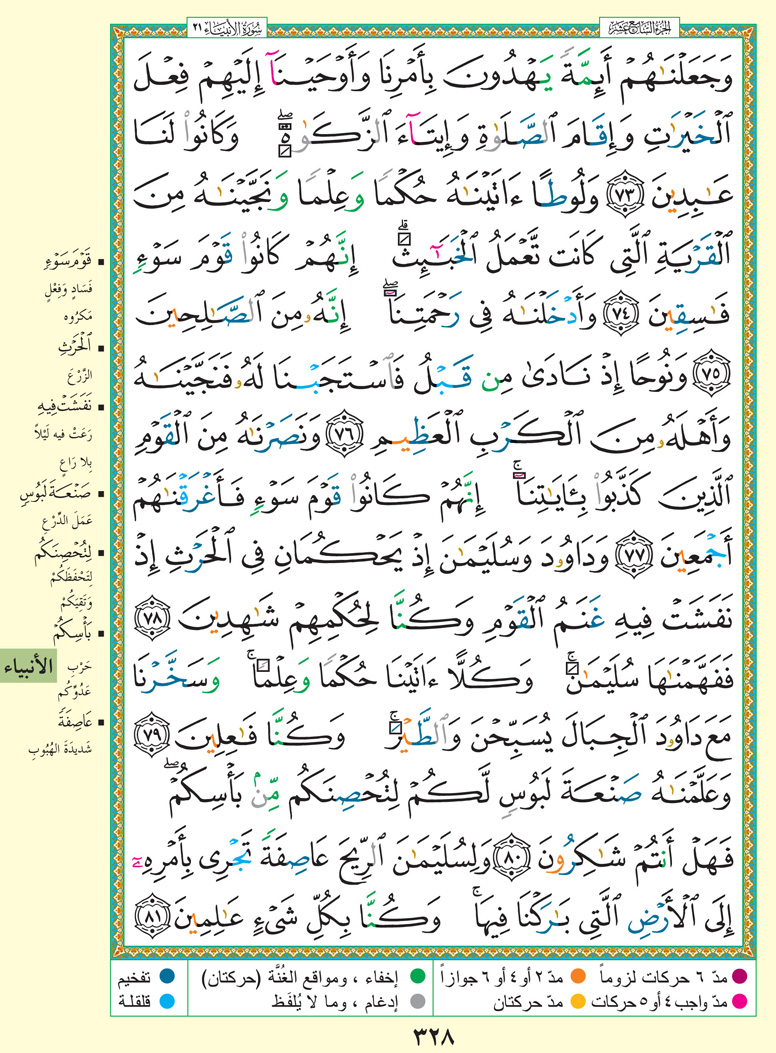 الجزء السابع عشر
سورة الأنبياء ٢١
وَجَعَلْنَٰهُمْ أَئِمَّةً يَهْدُونَ بِأَمْرِنَا وَأَوْحَيْنَآ إِلَيْهِمْ فِعْلَ
ٱلْخَيْرَٰتِ وَإِقَامَ ٱلصَّلَوٰةِ وَإِيتَآءَ ٱلزَّكَوٰةِۖ وَكَانُوا۟ لَنَا
عَٰبِدِينَ ٧٣ وَلُوطًا ءَاتَيْنَٰهُ حُكْمًا وَعِلْمًا وَنَجَّيْنَٰهُ مِنَ
ٱلْقَرْيَةِ ٱلَّتِى كَانَت تَّعْمَلُ ٱلْخَبَٰٓئِثَۗ إِنَّهُمْ كَانُوا۟ قَوْمَ سَوْءٍ
فَٰسِقِينَ ٧٤ وَأَدْخَلْنَٰهُ فِى رَحْمَتِنَآۖ إِنَّهُۥ مِنَ ٱلصَّٰلِحِينَ
٧٥ وَنُوحًا إِذْ نَادَىٰ مِن قَبْلُ فَٱسْتَجَبْنَا لَهُۥ فَنَجَّيْنَٰهُ
وَأَهْلَهُۥ مِنَ ٱلْكَرْبِ ٱلْعَظِيمِ ٧٦ وَنَصَرْنَٰهُ مِنَ ٱلْقَوْمِ
ٱلَّذِينَ كَذَّبُوا۟ بِـَٔايَٰتِنَآۚ إِنَّهُمْ كَانُوا۟ قَوْمَ سَوْءٍ فَأَغْرَقْنَٰهُمْ
أَجْمَعِينَ ٧٧ وَدَاوُۥدَ وَسُلَيْمَٰنَ إِذْ يَحْكُمَانِ فِى ٱلْحَرْثِ إِذْ
نَفَشَتْ فِيهِ غَنَمُ ٱلْقَوْمِ وَكُنَّا لِحُكْمِهِمْ شَٰهِدِينَ ٧٨
فَفَهَّمْنَٰهَا سُلَيْمَٰنَۚ وَكُلًّا ءَاتَيْنَا حُكْمًا وَعِلْمًاۚ وَسَخَّرْنَا
مَعَ دَاوُۥدَ ٱلْجِبَالَ يُسَبِّحْنَ وَٱلطَّيْرَۚ وَكُنَّا فَٰعِلِينَ ٧٩
وَعَلَّمْنَٰهُ صَنْعَةَ لَبُوسٍ لَّكُمْ لِتُحْصِنَكُم مِّنۢ بَأْسِكُمْۖ
فَهَلْ أَنتُمْ شَٰكِرُونَ ٨٠ وَلِسُلَيْمَٰنَ ٱلرِّيحَ عَاصِفَةً تَجْرِى بِأَمْرِهِۦٓ
إِلَى ٱلْأَرْضِ ٱلَّتِى بَٰرَكْنَا فِيهَاۚ وَكُنَّا بِكُلِّ شَىْءٍ عَٰلِمِينَ ٨١
▪ قَوْمَ سَوْءٍ
فَسَادٍ وَفِعْلٍ
مَكرُوه
▪ ٱلْحَرْثِ
الزَّرْعَ
▪ نَفَشَتْ فِيهِ
رَعَتْ فيه لَيْلاً
بِلا رَاعٍ
▪ صَنْعَةَ لَبُوسٍ
عَمَلَ الدِّرْعِ
▪ لِتُحْصِنَكُم
لِتَحْفَظَكُمْ
وَتَقِيَكُمْ
▪ بَأْسِكُمْ
حَرْبِ
عَدُوِّكُم
▪ عَاصِفَةً
شَدِيدَةَ الهُبُوبِ
الأنبياء
مدّ ٦ حركات لزوماً مدّ ٢ أو ٤ أو ٦ جوازاً إخفاء ، ومواقع الغُنَّة (حركتان) تفخيم
مدّ واجب ٤ أو ٥ حركات مدّ حركتان إدغام ، وما لا يُلفَظ قلقلة
٣٢٨